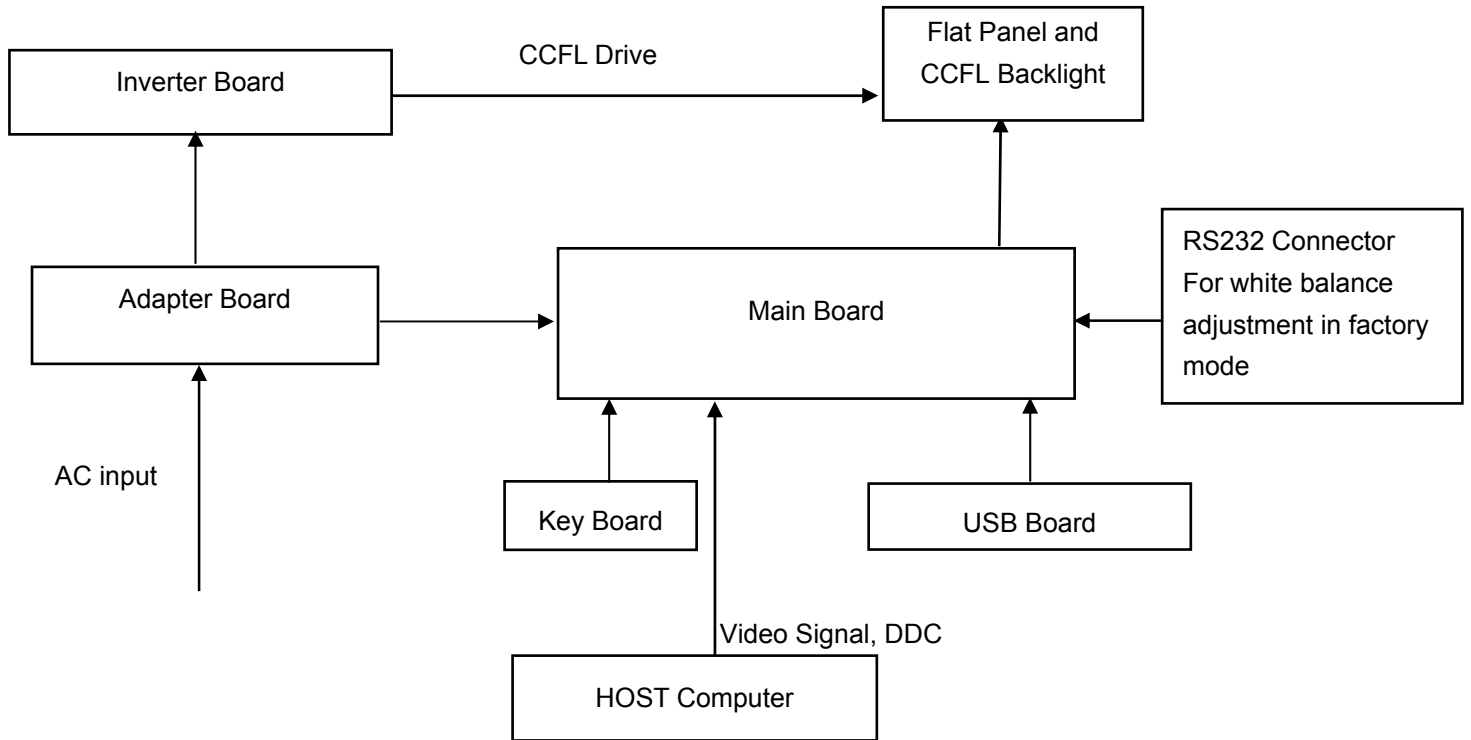 Flat Panel and
CCFL Backlight
CCFL Drive
Inverter Board
RS232 Connector
For white balance
adjustment in factory
mode
Adapter Board
Main Board
AC input
Key Board
USB Board
Video Signal, DDC
HOST Computer